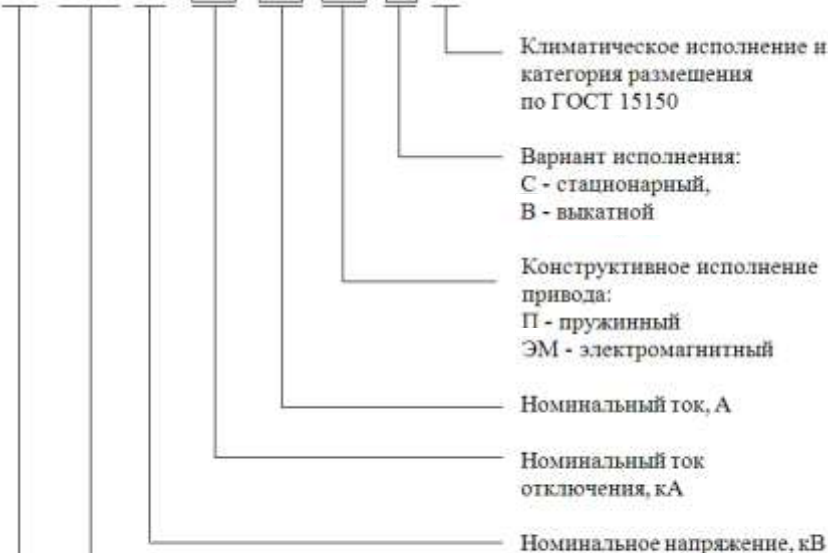 Климатическое исполнение и
категория размещения
по ГОСТ 15150
Вариант исполнения:
С - стационарный,
В - выкатной
Конструктивное исполнение
привода:
П - пружинный
ЭМ - электромагнитный
Номинальный ток, А
Номинальный ток
отключения, кА
Номинальное напряжение, кВ